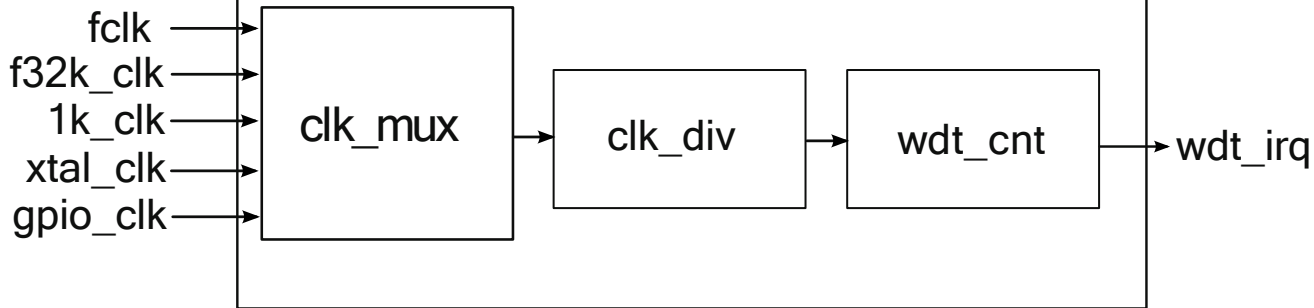 fclk
f32k_clk
1k_clk
xtal_clk
gpio_clk
clk_mux
clk_div
wdt_cnt
wdt_irq